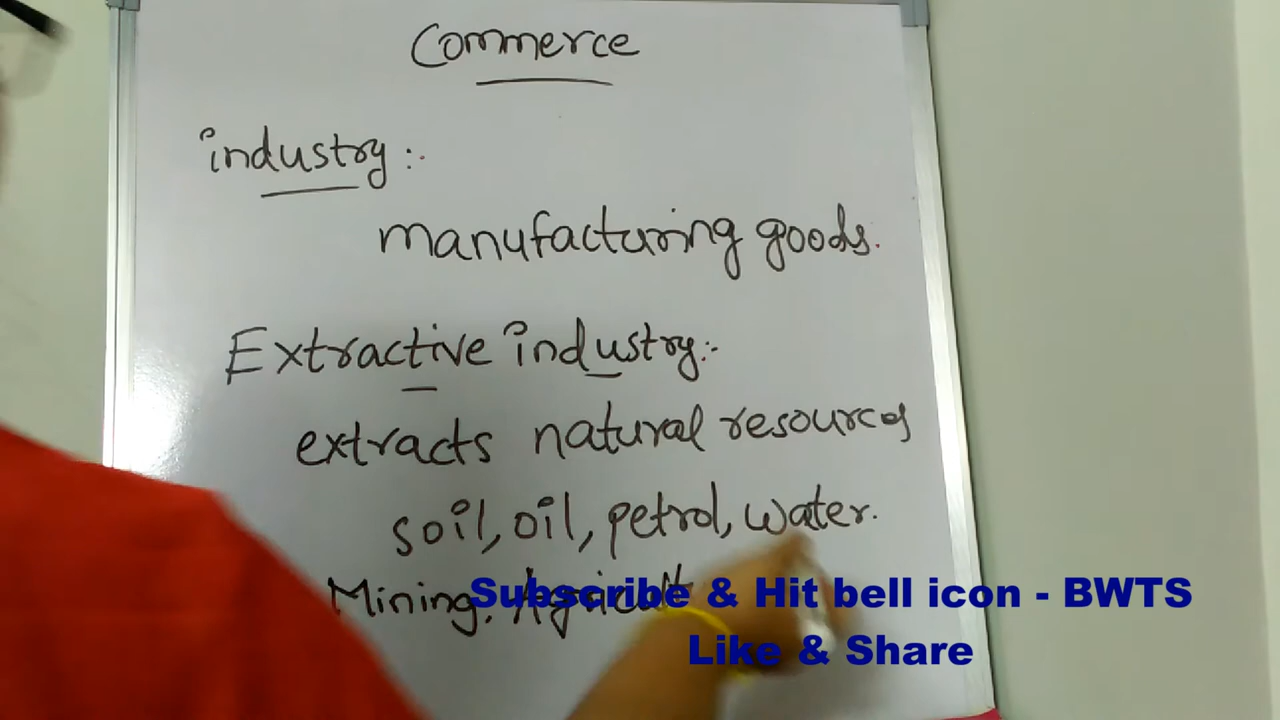 Commerce
industry :-
manufacturing goods.
Extractive industry:-
extracts natural resources
soil, oil, petrol, water.
Mining, Agricult
Subscribe & Hit bell icon - BWTS
Like & Share